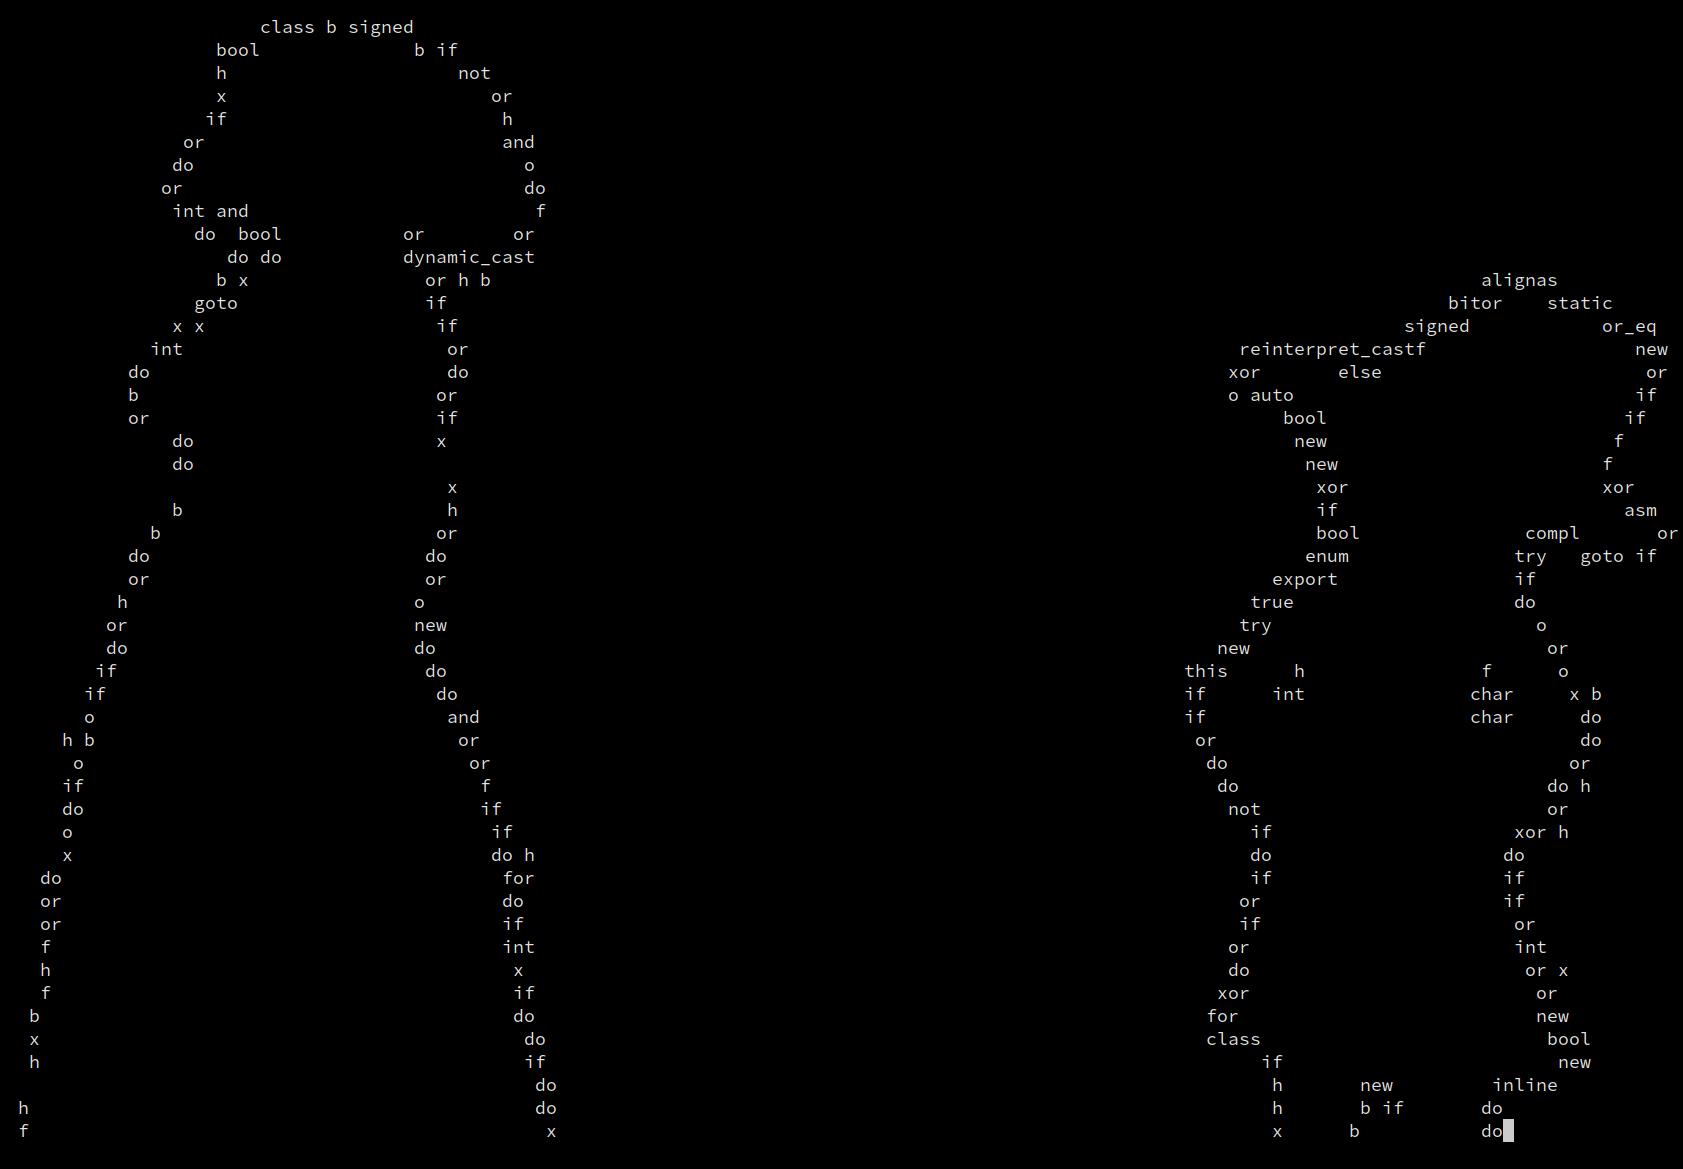 class b signed
bool b if
h not
x or
if h
or and
do o
or do
int and f
do bool or or
do do dynamic_cast
b x or h b alignas
goto if bitor static
x x if signed or_eq
int or reinterpret_castf new
do do xor else or
b or o auto if
or if bool if
do x new f
do new f
x xor xor
b h if asm
b or bool compl or
do do enum try goto if
or or export if
h o true do
or new try o
do do new or
if do this h f o
if do if int char x b
o and if char do
h b or or do
o or do or
if f do do h
do if not or
o if if xor h
x do h do do
do for if if
or do or if
or if if or
f int or int
h x do or x
f if xor or
b do for new
x do class bool
h if if new
do h new inline
h do h b if do
f x x b do